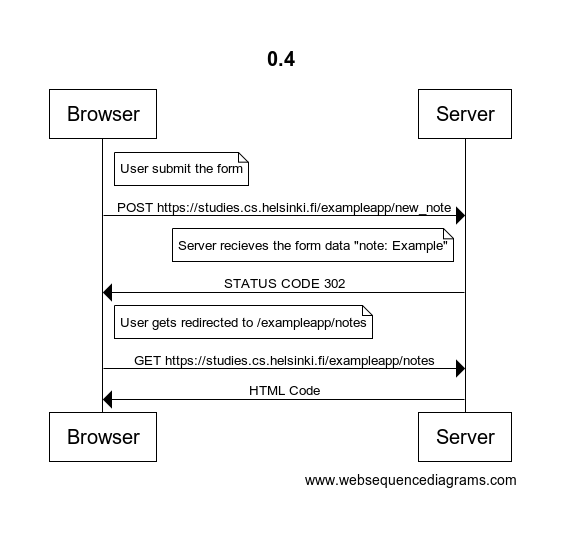 0.4
Browser
Server
User submit the form
POST https://studies.cs.helsinki.fi/exampleapp/new_note
Server recieves the form data "note: Example"
STATUS CODE 302
User gets redirected to /exampleapp/notes
GET https://studies.cs.helsinki.fi/exampleapp/notes
HTML Code
Browser
Server
www.websequencediagrams.com